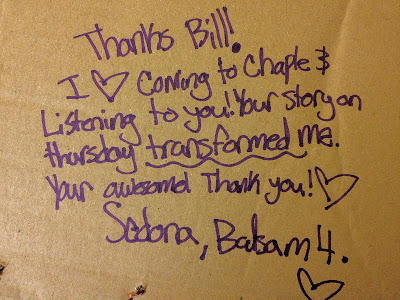 Thanks Bill!
I ♡ Coming to Chaple &
Listening to you! Your story on
thursday transformed me.
Your awesome! Thank you! ♡
Sedona, Balsam 4.
♡